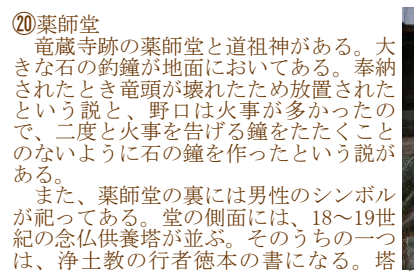 ⑳薬師堂
　竜蔵寺跡の薬師堂と道祖神がある。大
きな石の釣鐘が地面においてある。奉納
されたとき竜頭が壊れたため放置された
という説と、野口は火事が多かったの
で、二度と火事を告げる鐘をたたくこと
のないように石の鐘を作ったという説が
ある。
　また、薬師堂の裏には男性のシンボル
が祀ってある。堂の側面には、18〜19世
紀の念仏供養塔が並ぶ。そのうちの一つ
は、浄土教の行者徳本の書になる。塔